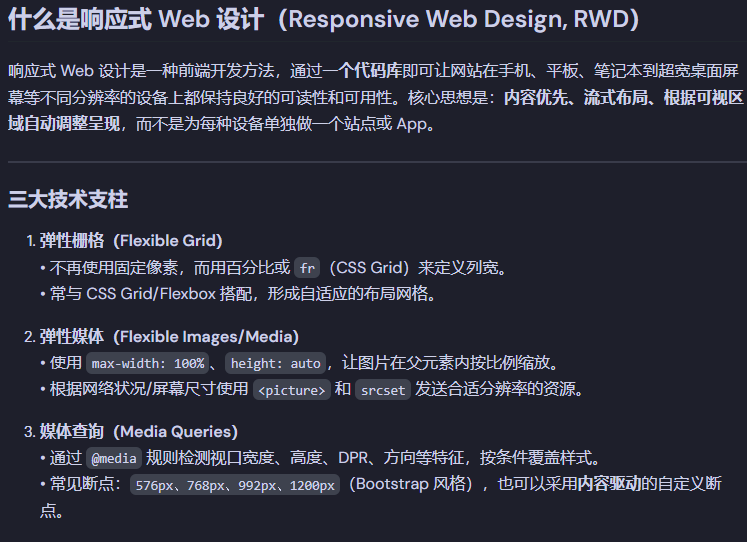 什么是响应式 Web 设计（Responsive Web Design, RWD）
响应式 Web 设计是一种前端开发方法，通过一个代码库即可让网站在手机、平板、笔记本到超宽桌面屏
幕等不同分辨率的设备上都保持良好的可读性和可用性。核心思想是：内容优先、流式布局、根据可视区
域自动调整呈现，而不是为每种设备单独做一个站点或 App。
三大技术支柱
1. 弹性栅格（Flexible Grid）
• 不再使用固定像素，而用百分比或 fr（CSS Grid）来定义列宽。
• 常与 CSS Grid/Flexbox 搭配，形成自适应的布局网格。
2. 弹性媒体（Flexible Images/Media）
• 使用 max-width: 100%、height: auto，让图片在父元素内按比例缩放。
• 根据网络状况/屏幕尺寸使用 <picture> 和 srcset 发送合适分辨率的资源。
3. 媒体查询（Media Queries）
• 通过 @media 规则检测视口宽度、高度、DPR、方向等特征，按条件覆盖样式。
• 常见断点：576px、768px、992px、1200px（Bootstrap 风格），也可以采用内容驱动的自定义断
点。